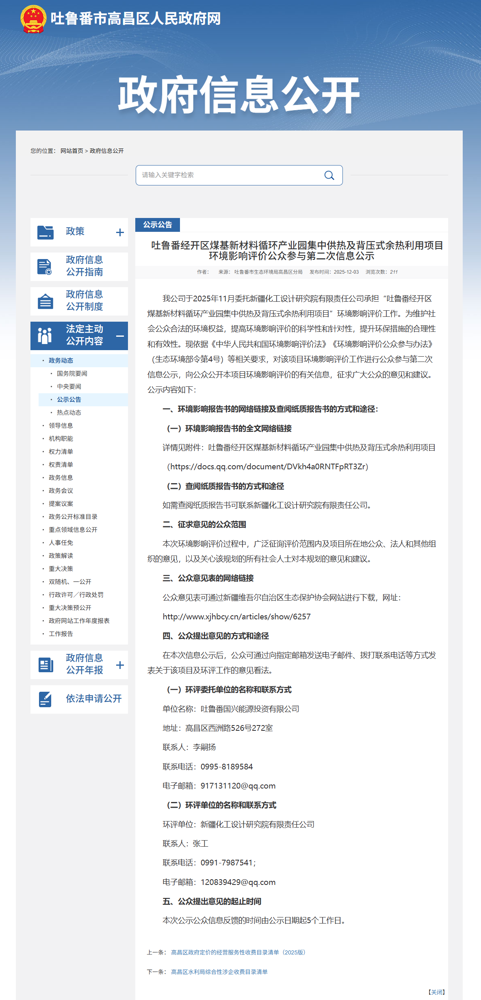 吐鲁番市高昌区人民政府网
政府信息公开
您的位置： 网站首页 > 政府信息公开
请输入关键字检索
政策
政府信息
公开指南
政府信息
公开制度
法定主动
公开内容
· 政务动态
· 国务院要闻
· 中央要闻
· 公示公告
· 热点动态
· 领导信息
· 机构职能
· 权力清单
· 权责清单
· 政务信息
· 政务会议
· 提案议案
· 政务公开标准目录
· 重点领域信息公开
· 人事任免
· 政策解读
· 重大决策
· 双随机、一公开
· 行政许可／行政处罚
· 重大决策预公开
· 政府网站工作年度报表
· 工作报告
政府信息
公开年报
依法申请公开
公示公告
吐鲁番经开区煤基新材料循环产业园集中供热及背压式余热利用项目
环境影响评价公众参与第二次信息公示
作者： 来源： 吐鲁番市生态环境局高昌区分局 发布时间：2025-12-03 浏览次数：211
我公司于2025年11月委托新疆化工设计研究院有限责任公司承担“吐鲁番经开区
煤基新材料循环产业园集中供热及背压式余热利用项目”环境影响评价工作。为维护社
会公众合法的环境权益，提高环境影响评价的科学性和针对性，提升环保措施的合理性
和有效性。现依据《中华人民共和国环境影响评价法》《环境影响评价公众参与办法》
（生态环境部令第4号）等相关要求，对该项目环境影响评价工作进行公众参与第二次
信息公示，向公众公开本项目环境影响评价的有关信息，征求广大公众的意见和建议。
公示内容如下：
一、环境影响报告书的网络链接及查阅纸质报告书的方式和途径：
（一）环境影响报告书的全文网络链接
详情见附件：吐鲁番经开区煤基新材料循环产业园集中供热及背压式余热利用项目
（https://docs.qq.com/document/DVkh4a0RNTFpRT3Zr）
（二）查阅纸质报告书的方式和途径
如需查阅纸质报告书可联系新疆化工设计研究院有限责任公司。
二、征求意见的公众范围
本次环境影响评价过程中，广泛征询评价范围内及项目所在地公众、法人和其他组
织的意见，以及关心该规划的所有社会人士对本规划的意见和建议。
三、公众意见表的网络链接
公众意见表可通过新疆维吾尔自治区生态保护协会网站进行下载，网址：
http://www.xjhbcy.cn/articles/show/6257
四、公众提出意见的方式和途径
在本次信息公示后，公众可通过向指定邮箱发送电子邮件、拨打联系电话等方式发
表关于该项目及环评工作的意见看法。
（一）环评委托单位的名称和联系方式
单位名称：吐鲁番国兴能源投资有限公司
地址：高昌区西洲路526号272室
联系人：李嗣扬
联系电话：0995-8189584
电子邮箱：917131120@qq.com
（二）环评单位的名称和联系方式
环评单位：新疆化工设计研究院有限责任公司
联系人：张工
联系电话：0991-7987541；
电子邮箱：120839429@qq.com
五、公众提出意见的起止时间
本次公示公众信息反馈的时间由公示日期起5个工作日。
上一条： 高昌区政府定价的经营服务性收费目录清单（2025版）
下一条： 高昌区水利局综合性涉企收费目录清单
【关闭】